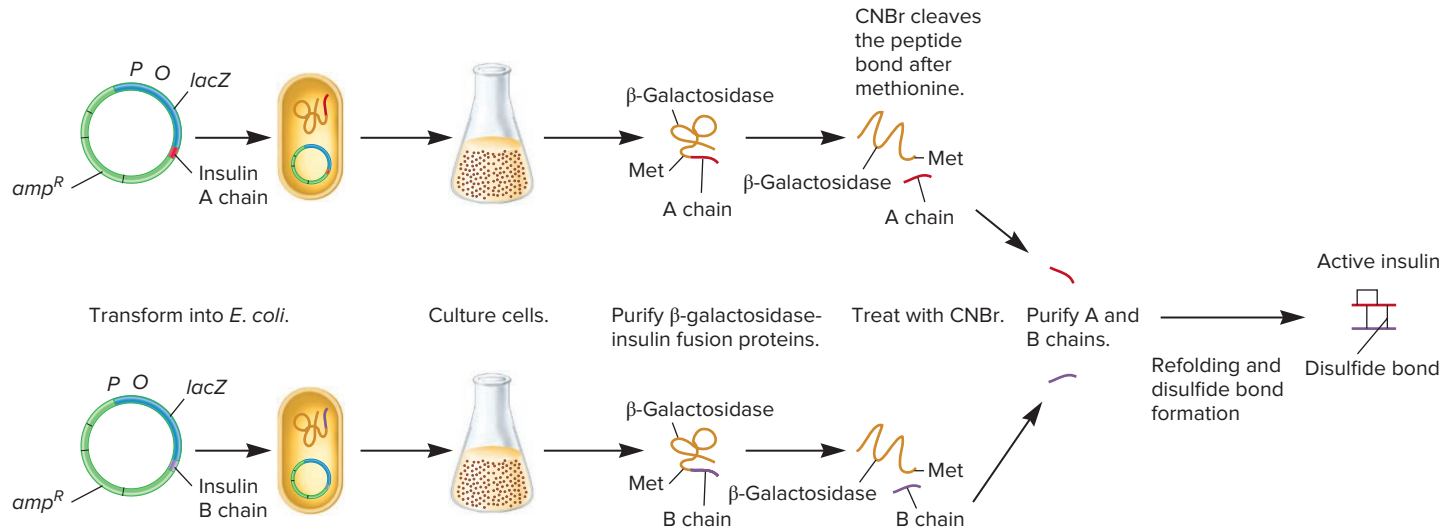 P O
lacZ
Insulin
A chain
ampR
β-Galactosidase
Met
A chain
CNBr cleaves
the peptide
bond after
methionine.
Met
β-Galactosidase
A chain
Transform into E. coli.
Culture cells.
Purify β-galactosidase-
insulin fusion proteins.
Treat with CNBr.
Purify A and
B chains.
Refolding and
disulfide bond
formation
Active insulin
Disulfide bond
P O
lacZ
Insulin
B chain
ampR
β-Galactosidase
Met
B chain
Met
β-Galactosidase
B chain